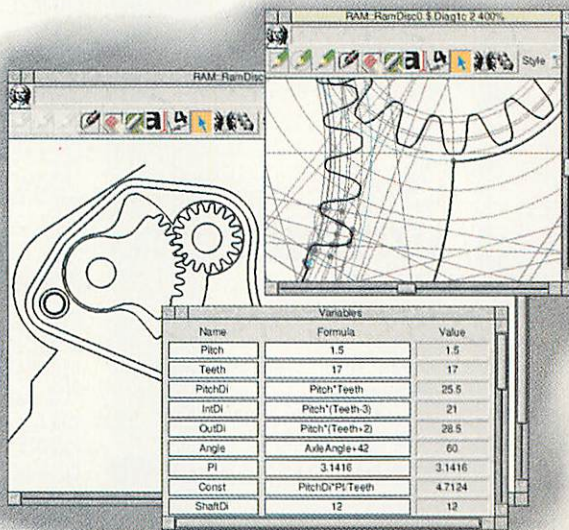 RAM::RamDisc0.$.Diag1c 2 400%
Style
RAM::RamDisc
Variables
Name Formula Value
Pitch 1.5 1.5
Teeth 17 17
PitchDi Pitch*Teeth 25.5
IntDi Pitch*(Teeth-3) 21
OutDi Pitch*(Teeth+2) 28.5
Angle AxleAngle+42 60
PI 3.1416 3.1416
Const PitchDi*PI/Teeth 4.7124
ShaftDi 12 12